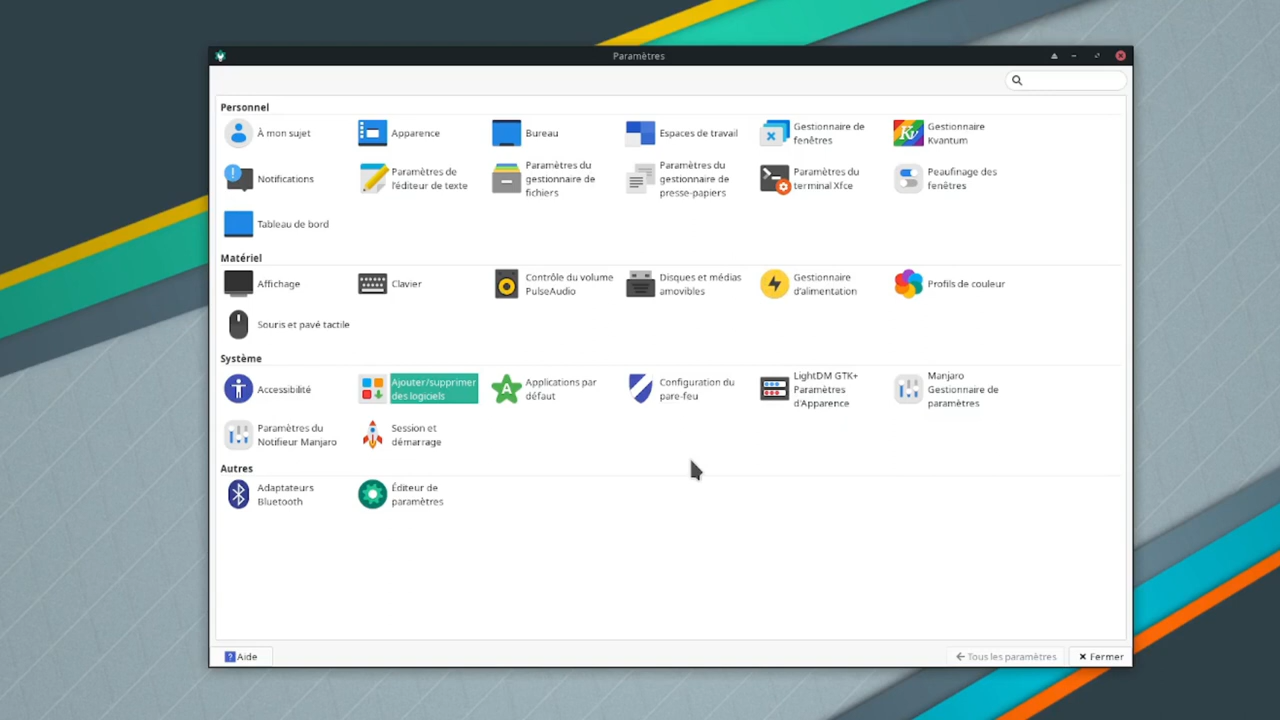 Paramètres
Personnel
À mon sujet
Apparence
Bureau
Espaces de travail
Gestionnaire de
fenêtres
Gestionnaire
Kvantum
Notifications
Paramètres de
l'éditeur de texte
Paramètres du
gestionnaire de
fichiers
Paramètres du
gestionnaire de
presse-papiers
Paramètres du
terminal Xfce
Peaufinage des
fenêtres
Tableau de bord
Matériel
Affichage
Clavier
Contrôle du volume
PulseAudio
Disques et médias
amovibles
Gestionnaire
d'alimentation
Profils de couleur
Souris et pavé tactile
Système
Accessibilité
Ajouter/supprimer
des logiciels
Applications par
défaut
Configuration du
pare-feu
LightDM GTK+
Paramètres
d'Apparence
Manjaro
Gestionnaire de
paramètres
Paramètres du
Notifieur Manjaro
Session et
démarrage
Autres
Adaptateurs
Bluetooth
Éditeur de
paramètres
Aide
Tous les paramètres
Fermer